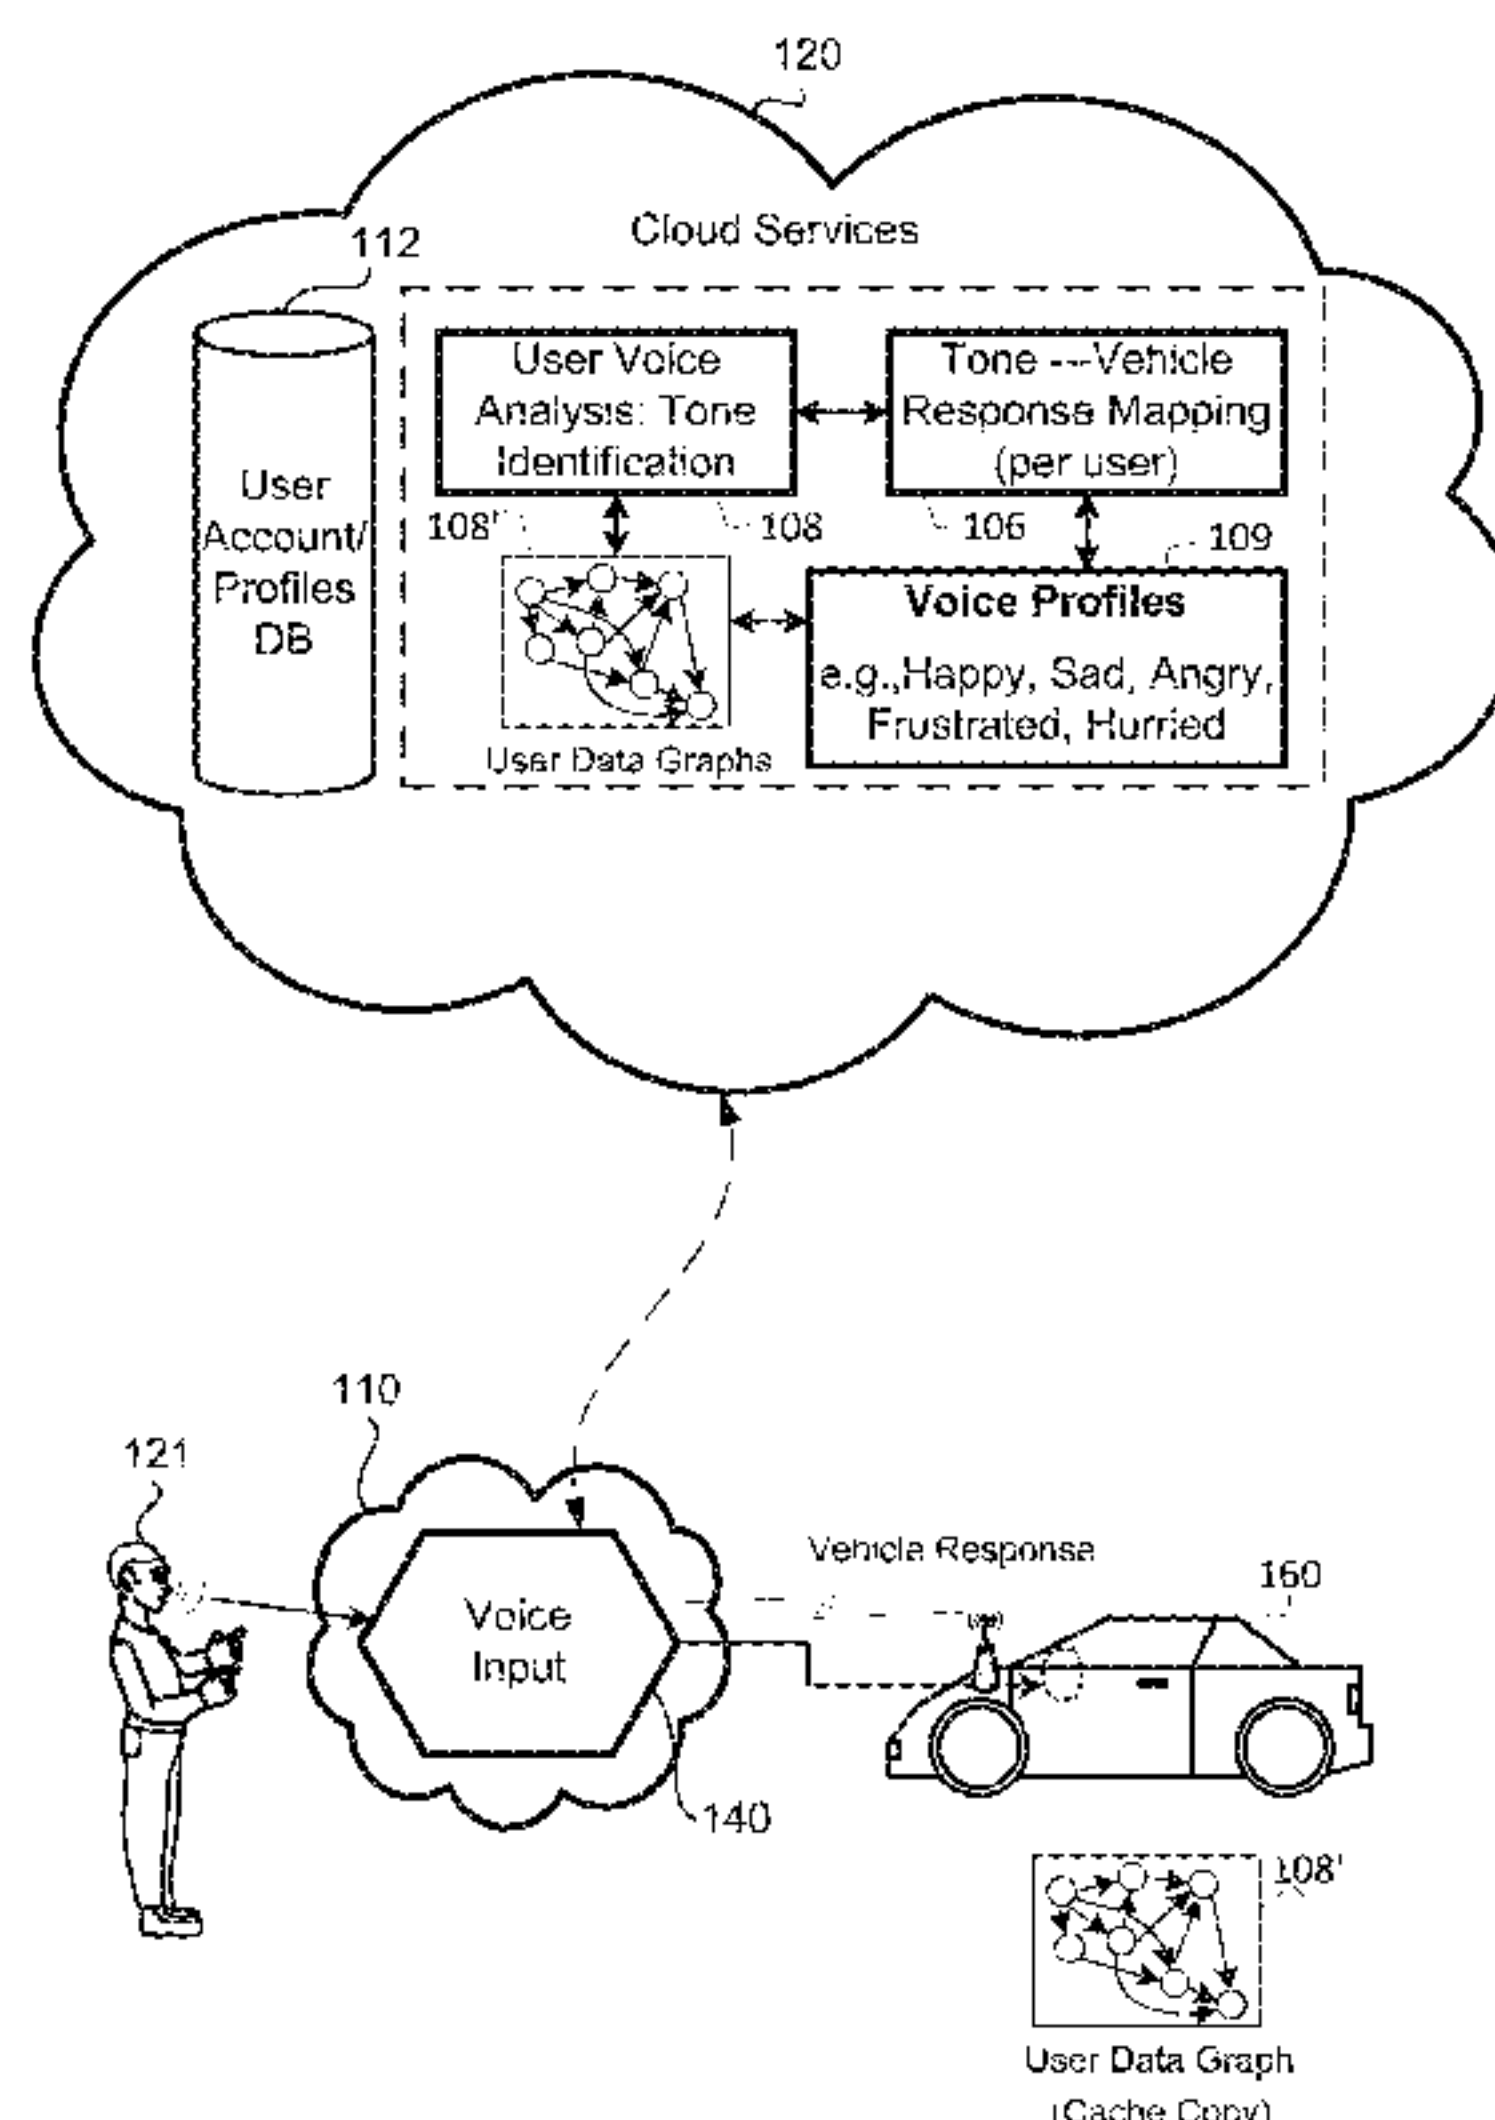 120
Cloud Services
112
User
Account/
Profiles
DB
User Voice
Analysis: Tone
Identification
Tone ---Vehicle
Response Mapping
(per user)
108'
108
106
109
Voice Profiles
e.g.,Happy, Sad, Angry,
Frustrated, Hurried
User Data Graphs
110
121
Voice
Input
Vehicle Response
160
140
108'
User Data Graph
(Cache Copy)